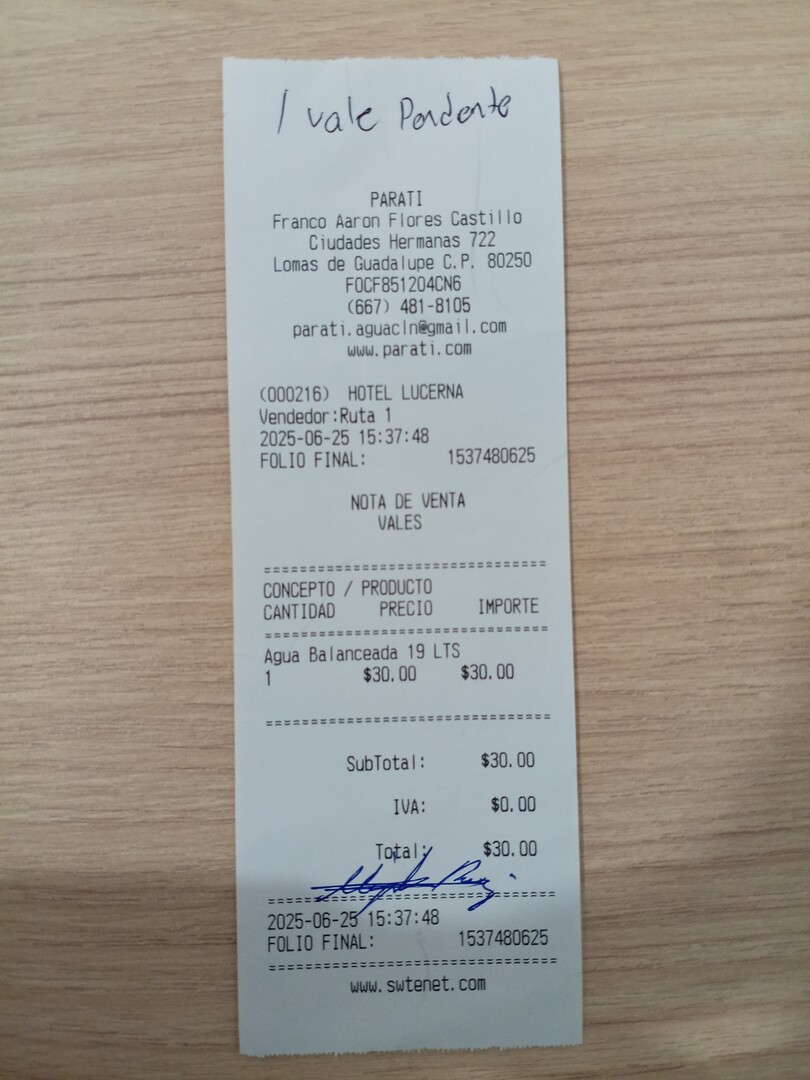 1 vale Pendente
PARATI
Franco Aaron Flores Castillo
Ciudades Hermanas 722
Lomas de Guadalupe C.P. 80250
FOCF851204CN6
(667) 481-8105
parati.aguacln@gmail.com
www.parati.com
(000216) HOTEL LUCERNA
Vendedor:Ruta 1
2025-06-25 15:37:48
FOLIO FINAL: 1537480625
NOTA DE VENTA
VALES
================================
CONCEPTO / PRODUCTO
CANTIDAD PRECIO IMPORTE
================================
Agua Balanceada 19 LTS
1 $30.00 $30.00
================================
SubTotal: $30.00
IVA: $0.00
Total: $30.00
================================
2025-06-25 15:37:48
FOLIO FINAL: 1537480625
================================
www.swtenet.com